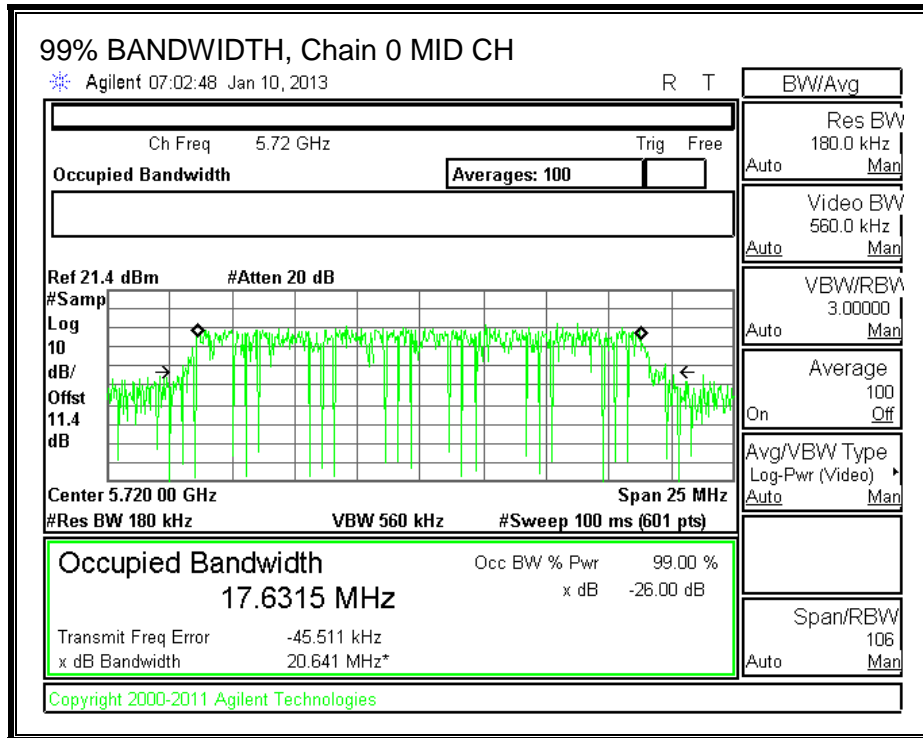 99% BANDWIDTH, Chain 0 MID CH
Agilent 07:02:48 Jan 10, 2013 R T
Ch Freq 5.72 GHz Trig Free
Occupied Bandwidth Averages: 100
Ref 21.4 dBm #Atten 20 dB
#Samp
Log
10
dB/
Offst
11.4
dB
Center 5.720 00 GHz Span 25 MHz
#Res BW 180 kHz VBW 560 kHz #Sweep 100 ms (601 pts)
Occupied Bandwidth Occ BW % Pwr 99.00 %
17.6315 MHz x dB -26.00 dB
Transmit Freq Error -45.511 kHz
x dB Bandwidth 20.641 MHz*
Copyright 2000-2011 Agilent Technologies
BW/Avg
Res BW
180.0 kHz
Auto Man
Video BW
560.0 kHz
Auto Man
VBW/RBW
3.00000
Auto Man
Average
100
On Off
Avg/VBW Type
Log-Pwr (Video)
Auto Man
Span/RBW
106
Auto Man